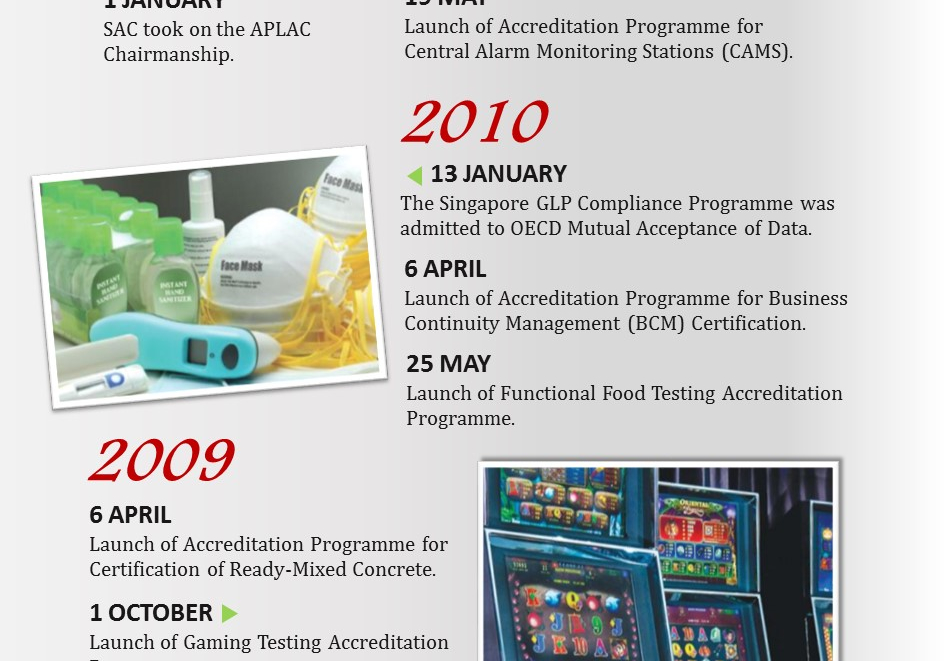 1 JANUARY
SAC took on the APLAC
Chairmanship.
19 MAY
Launch of Accreditation Programme for
Central Alarm Monitoring Stations (CAMS).
2010
13 JANUARY
The Singapore GLP Compliance Programme was
admitted to OECD Mutual Acceptance of Data.
6 APRIL
Launch of Accreditation Programme for Business
Continuity Management (BCM) Certification.
25 MAY
Launch of Functional Food Testing Accreditation
Programme.
Face Mask
Face Mask
INSTANT
HAND
SANITIZER
INSTANT
HAND
SANITIZER
2009
6 APRIL
Launch of Accreditation Programme for
Certification of Ready-Mixed Concrete.
1 OCTOBER
Launch of Gaming Testing Accreditation
ORIENTAL